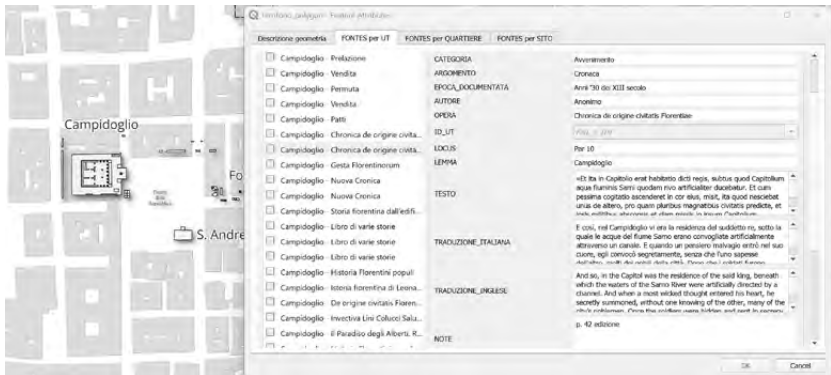 Campidoglio
S. Andre
Fo
territorio_poligoni - Feature Attributes
Descrizione geometria
FONTES per UT
FONTES per QUARTIERE
FONTES per SITO
Campidoglio Prelazione
Campidoglio Vendita
Campidoglio Permuta
Campidoglio Vendita
Campidoglio Patti
Campidoglio Chronica de origine civita...
Campidoglio Chronica de origine civita...
Campidoglio Gesta Florentinorum
Campidoglio Nuova Cronica
Campidoglio Nuova Cronica
Campidoglio Storia fiorentina dall'edifi...
Campidoglio Libro di varie storie
Campidoglio Libro di varie storie
Campidoglio Libro di varie storie
Campidoglio Historia Florentini populi
Campidoglio Istoria fiorentina di Leona...
Campidoglio De origine civitatis Floren...
Campidoglio Invectiva Lini Colucci Salu...
Campidoglio Il Paradiso degli Alberti. R...
CATEGORIA Avvenimento
ARGOMENTO Cronaca
EPOCA_DOCUMENTATA Anni '30 del XIII secolo
AUTORE Anonimo
OPERA Chronica de origine civitatis Florentiae
ID_UT
LOCUS Par 10
LEMMA Campidoglio
TESTO
«Et ita in Capitolio erat habitatio dicti regis, subtus quod Capitolium
aqua fluminis Sarni quodam rivo artificialiter ducebatur. Et cum
pessima cogitatio ascenderet in cor eius, misit, ita quod nesciebat
unus de altero, pro quam pluribus magnatibus civitatis predicte, et
TRADUZIONE_ITALIANA
E così, nel Campidoglio vi era la residenza del suddetto re, sotto la
quale le acque del fiume Sarno erano convogliate artificialmente
attraverso un canale. E quando un pensiero malvagio entrò nel suo
cuore, egli convocò segretamente, senza che l'uno sapesse
TRADUZIONE_INGLESE
And so, in the Capitol was the residence of the said king, beneath
which the waters of the Sarno River were artificially directed by a
channel. And when a most wicked thought entered his heart, he
secretly summoned, without one knowing of the other, many of the
NOTE
p. 42 edizione
OK
Cancel